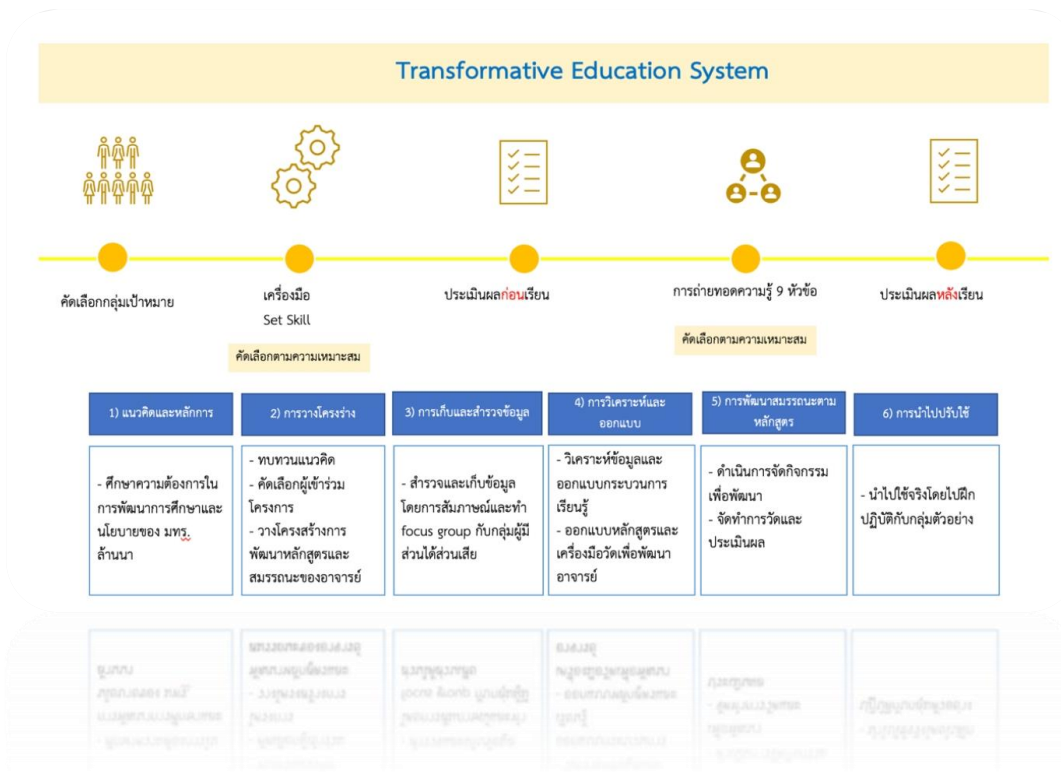 Transformative Education System
คัดเลือกกลุ่มเป้าหมาย
เครื่องมือ
Set Skill
คัดเลือกตามความเหมาะสม
ประเมินผลก่อนเรียน
การถ่ายทอดความรู้ 9 หัวข้อ
คัดเลือกตามความเหมาะสม
ประเมินผลหลังเรียน
1) แนวคิดและหลักการ
- ศึกษาความต้องการใน
การพัฒนาการศึกษาและ
นโยบายของ มทร.
ล้านนา
2) การวางโครงร่าง
- ทบทวนแนวคิด
- คัดเลือกผู้เข้าร่วม
โครงการ
- วางโครงสร้างการ
พัฒนาหลักสูตรและ
สมรรถนะของอาจารย์
3) การเก็บและสำรวจข้อมูล
- สำรวจและเก็บข้อมูล
โดยการสัมภาษณ์และทำ
focus group กับกลุ่มผู้มี
ส่วนได้ส่วนเสีย
4) การวิเคราะห์และ
ออกแบบ
- วิเคราะห์ข้อมูลและ
ออกแบบกระบวนการ
เรียนรู้
- ออกแบบหลักสูตรและ
เครื่องมือวัดเพื่อพัฒนา
อาจารย์
5) การพัฒนาสมรรถนะตาม
หลักสูตร
- ดำเนินการจัดกิจกรรม
เพื่อพัฒนา
- จัดทำการวัดและ
ประเมินผล
6) การนำไปปรับใช้
- นำไปใช้จริงโดยไปฝึก
ปฏิบัติกับกลุ่มตัวอย่าง